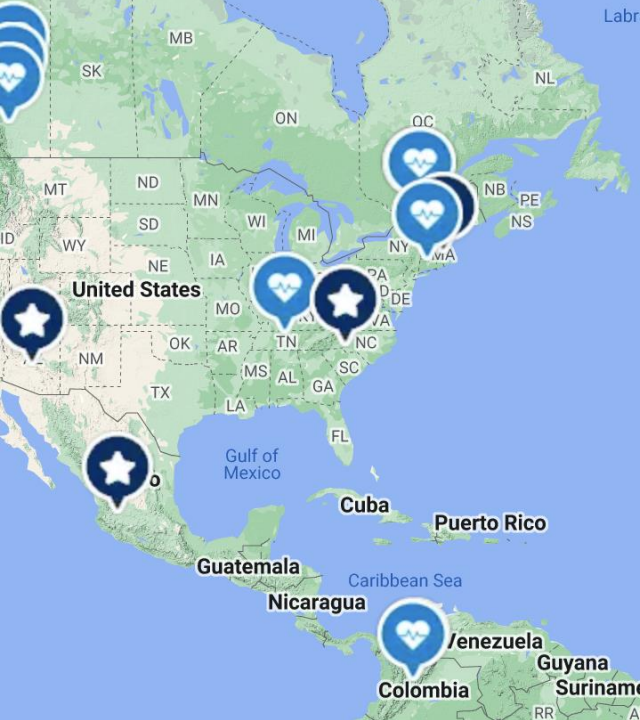 Labr
MB
SK
NL
ON
QC
MT
ND
MN
NB
PE
NS
ID
SD
WI
MI
WY
NY
MA
NE
IA
PA
United States
DE
MO
VA
OK
AR
TN
NC
NM
MS
AL
SC
TX
GA
LA
FL
Gulf of
Mexico
o
Cuba
Puerto Rico
Guatemala
Caribbean Sea
Nicaragua
Venezuela
Guyana
Colombia
Suriname
RR